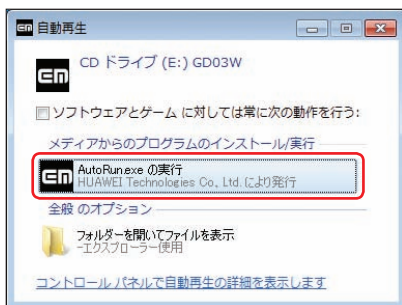 自動再生
CD ドライブ (E:) GD03W
ソフトウェアとゲーム に対しては常に次の動作を行う:
メディアからのプログラムのインストール/実行
AutoRun.exe の実行
HUAWEI Technologies Co., Ltd. により発行
全般 のオプション
フォルダーを開いてファイルを表示
-エクスプローラー使用
コントロール パネルで自動再生の詳細を表示します